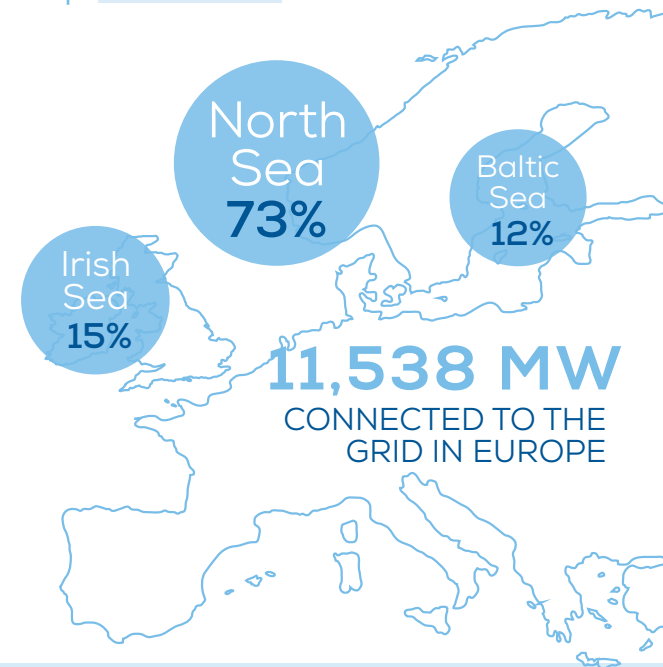 North
Sea
73%
Baltic
Sea
12%
Irish
Sea
15%
11,538 MW
CONNECTED TO THE
GRID IN EUROPE